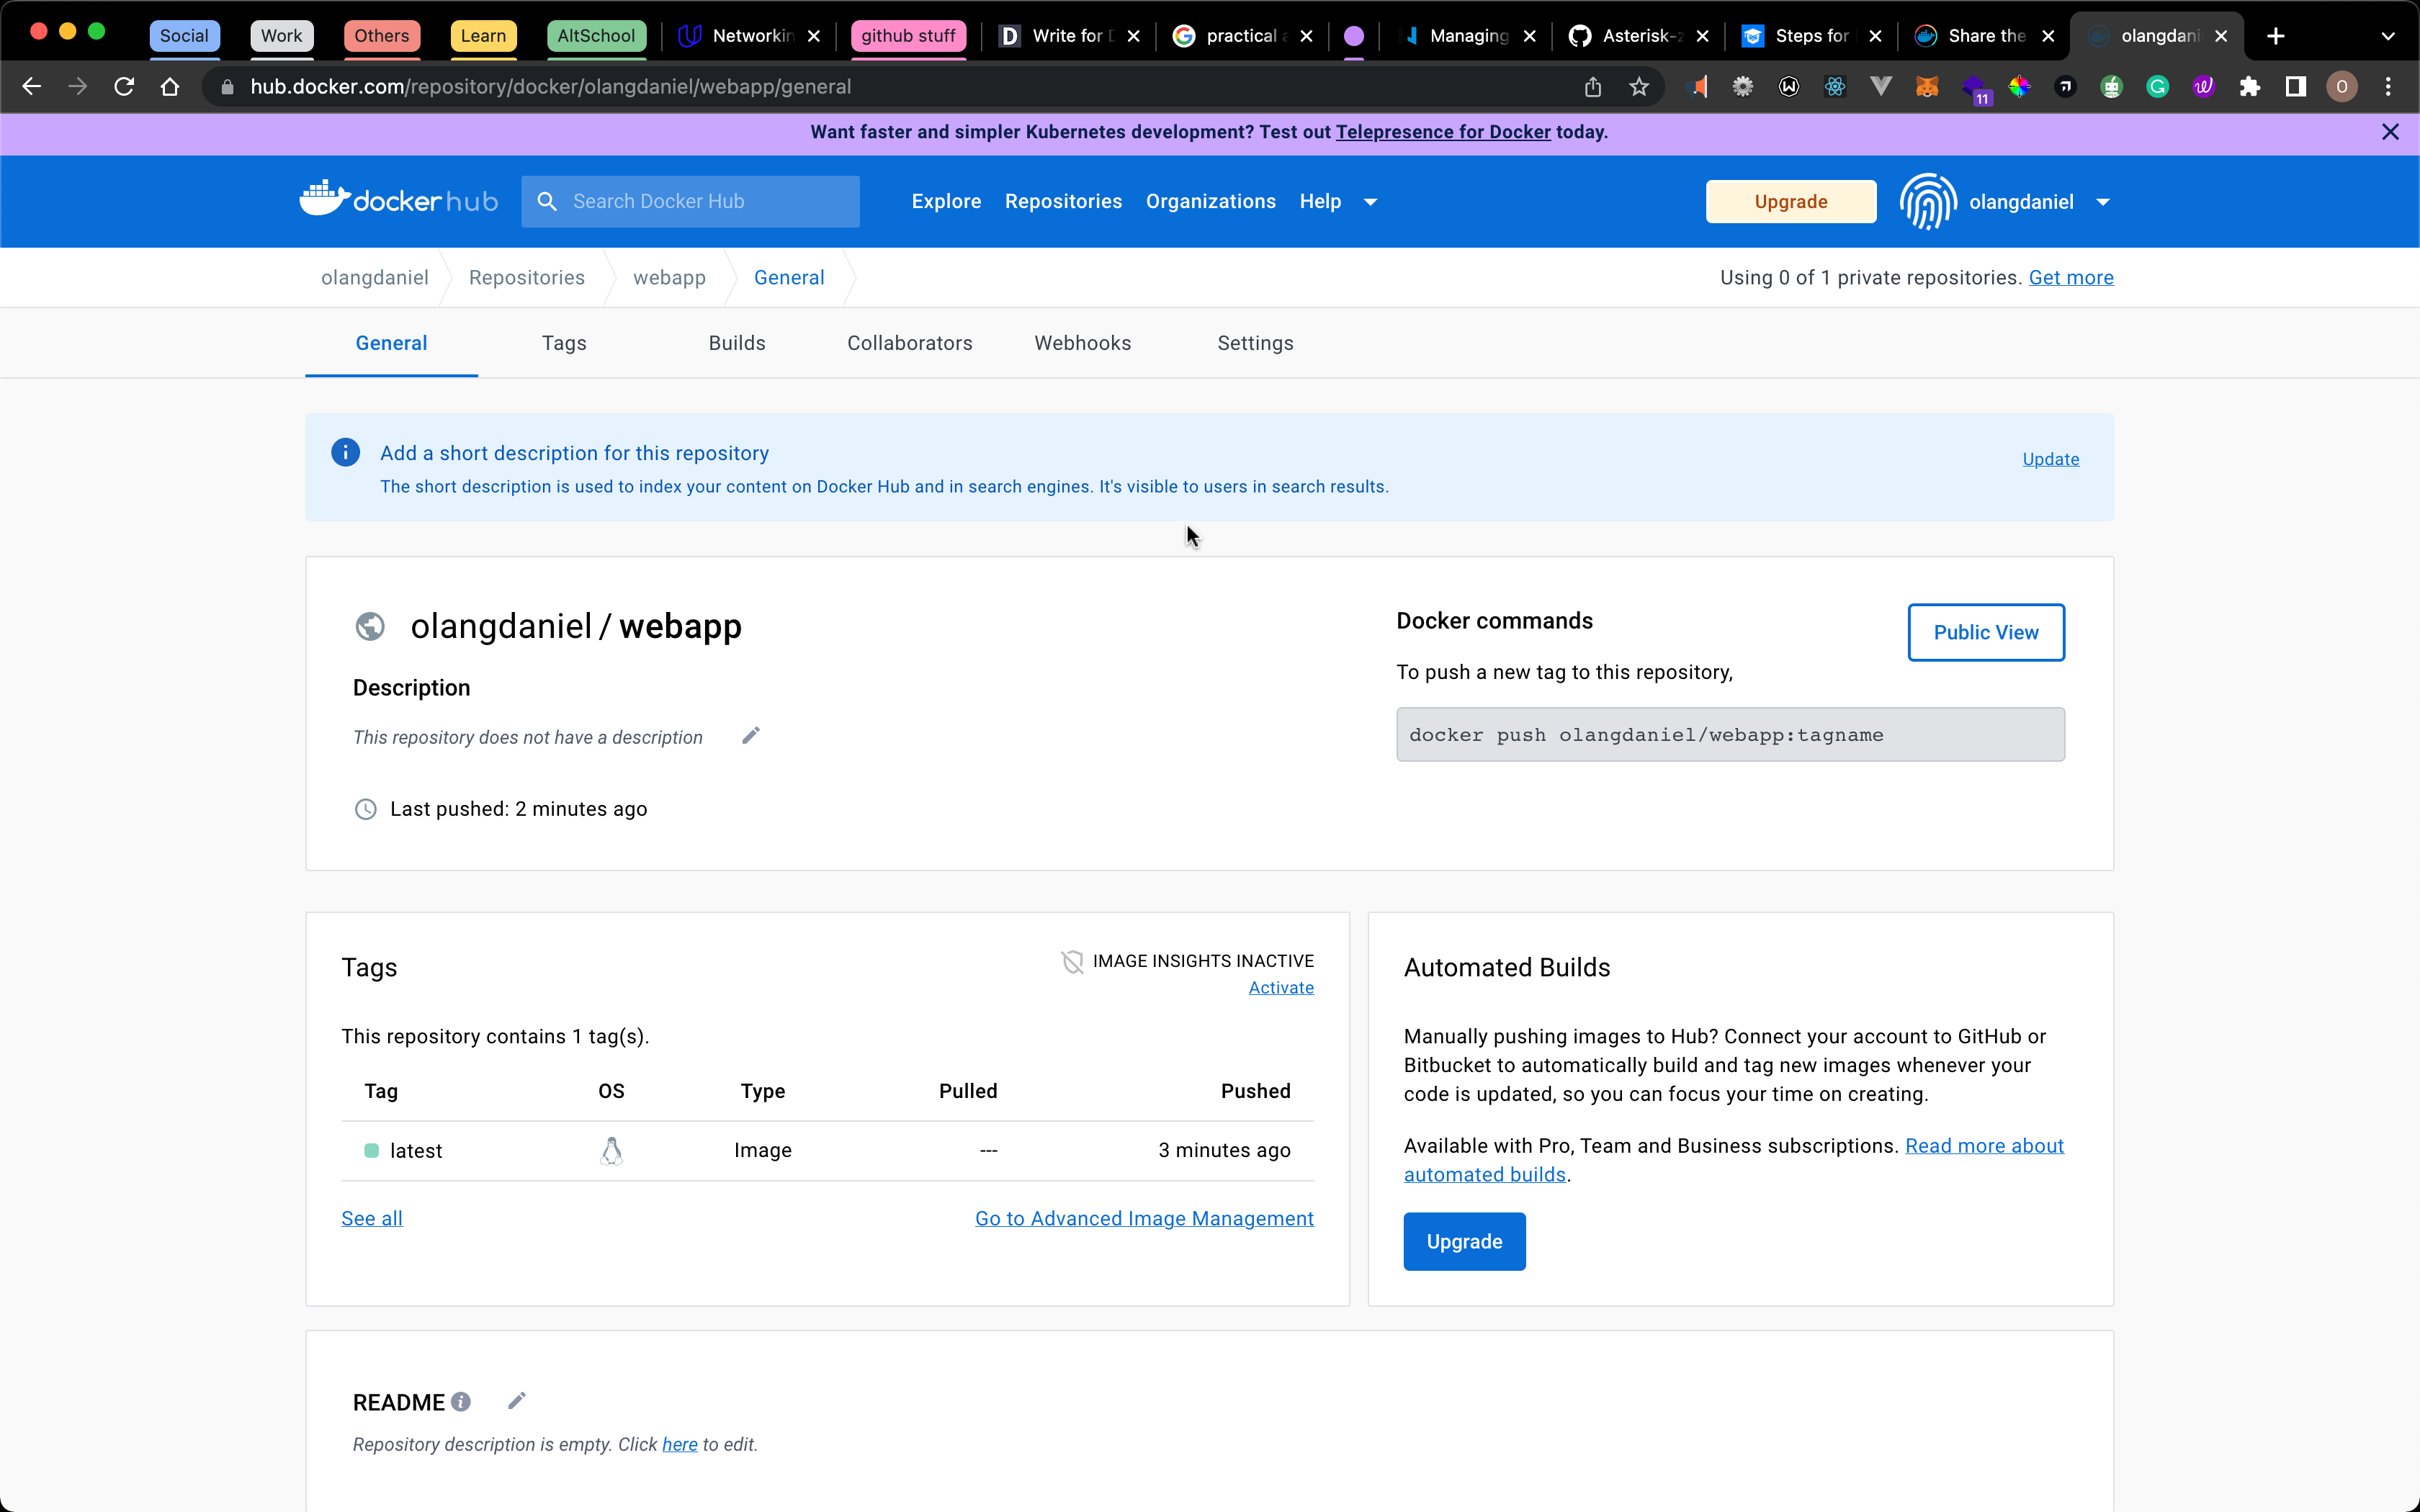 Social
Work
Others
Learn
AltSchool
Networkin
github stuff
Write for D
practical a
Managing
Asterisk-z
Steps for
Share the
olangdani
hub.docker.com/repository/docker/olangdaniel/webapp/general
11
O
Want faster and simpler Kubernetes development? Test out Telepresence for Docker today.
docker hub
Search Docker Hub
Explore
Repositories
Organizations
Help
Upgrade
olangdaniel
olangdaniel
Repositories
webapp
General
Using 0 of 1 private repositories. Get more
General
Tags
Builds
Collaborators
Webhooks
Settings
Add a short description for this repository
The short description is used to index your content on Docker Hub and in search engines. It's visible to users in search results.
Update
olangdaniel / webapp
Description
This repository does not have a description
Last pushed: 2 minutes ago
Docker commands
Public View
To push a new tag to this repository,
docker push olangdaniel/webapp:tagname
Tags
IMAGE INSIGHTS INACTIVE
Activate
This repository contains 1 tag(s).
Tag OS Type Pulled Pushed
latest Image --- 3 minutes ago
See all
Go to Advanced Image Management
Automated Builds
Manually pushing images to Hub? Connect your account to GitHub or
Bitbucket to automatically build and tag new images whenever your
code is updated, so you can focus your time on creating.
Available with Pro, Team and Business subscriptions. Read more about
automated builds.
Upgrade
README
Repository description is empty. Click here to edit.